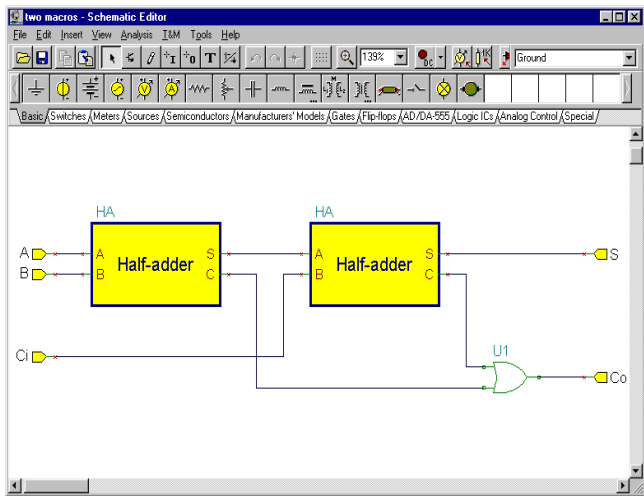 two macros - Schematic Editor
File Edit Insert View Analysis T&M Tools Help
T 139% DC 1K Ground
V A M
Basic Switches Meters Sources Semiconductors Manufacturers' Models Gates Flip-flops AD/DA-555 Logic ICs Analog Control Special
HA HA
A A S A S S
Half-adder Half-adder
B B C B C
Ci U1
Co